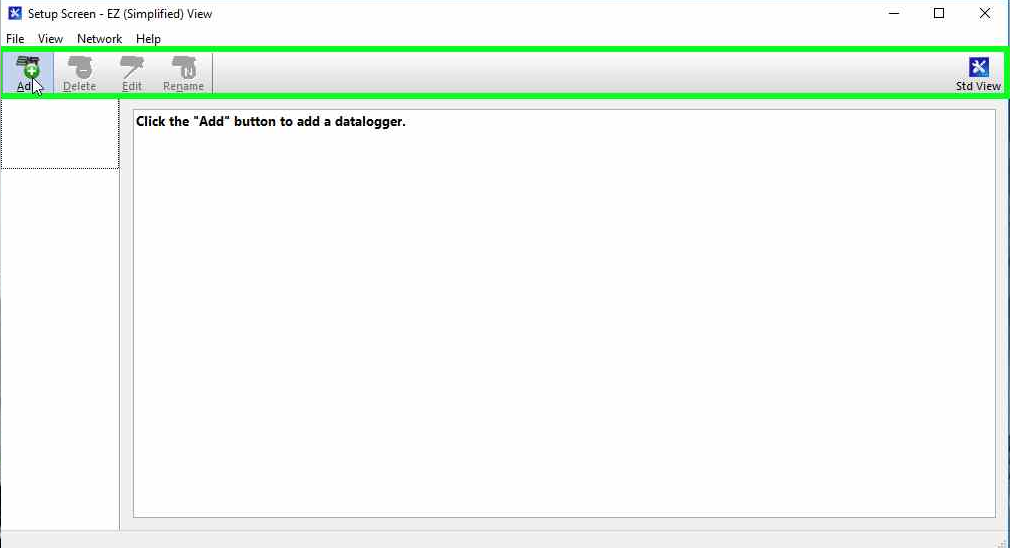 Setup Screen - EZ (Simplified) View
File View Network Help
Add Delete Edit Rename Std View
Click the "Add" button to add a datalogger.